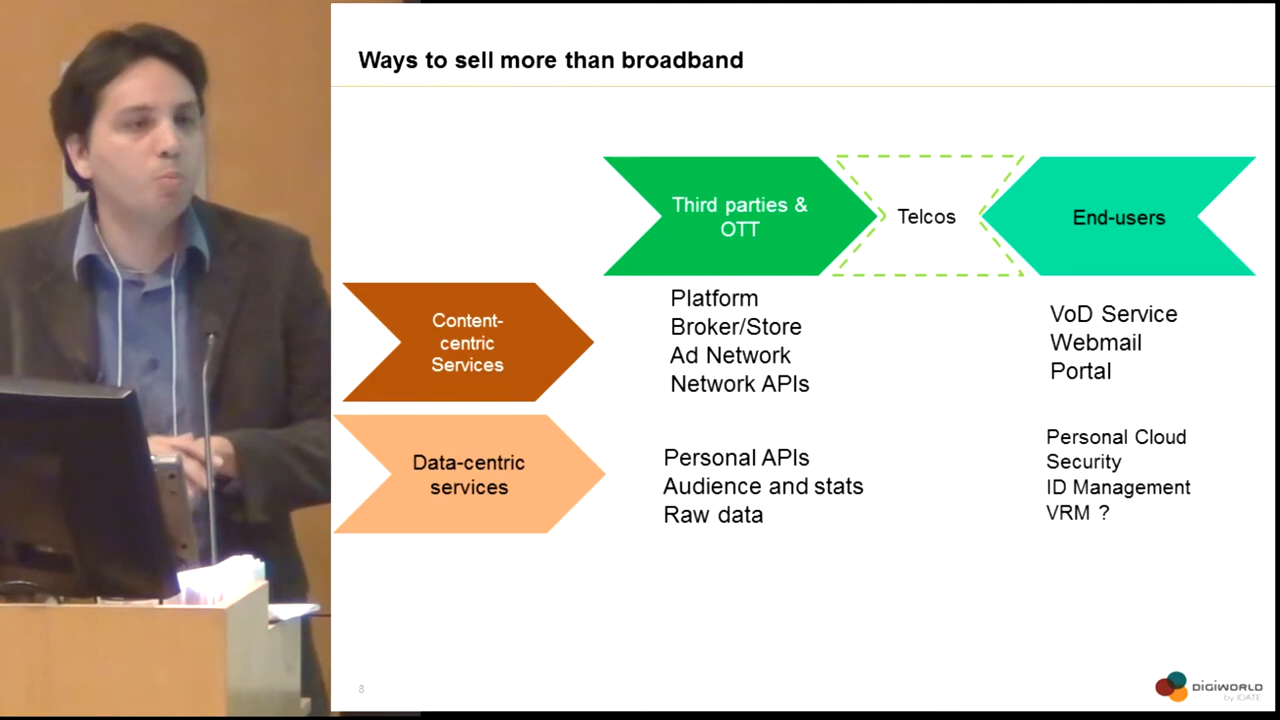 Ways to sell more than broadband
Third parties &
OTT
Telcos
End-users
Content-
centric
Services
Platform
Broker/Store
Ad Network
Network APIs
VoD Service
Webmail
Portal
Data-centric
services
Personal APIs
Audience and stats
Raw data
Personal Cloud
Security
ID Management
VRM ?
8
DIGIWORLD
by IDATE